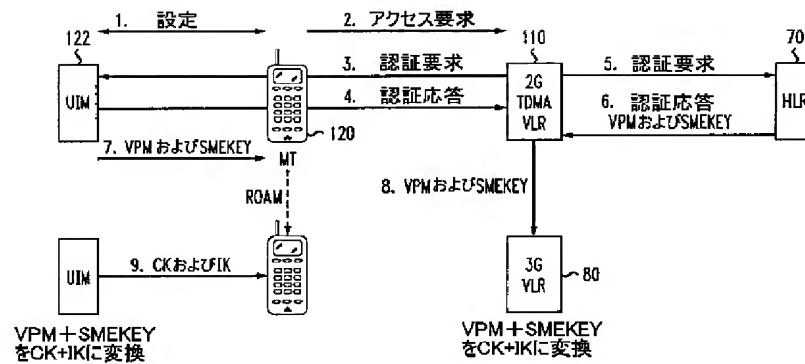 1. 設定
2. アクセス要求
122
110
70
3. 認証要求
5. 認証要求
UIM
2G
TDMA
VLR
HLR
4. 認証応答
6. 認証応答
VPMおよびSMEKEY
120
7. VPMおよびSMEKEY
MT
8. VPMおよびSMEKEY
ROAM
UIM
9. CKおよびIK
3G
VLR
80
VPM+SMEKEY
をCK+IKに変換
VPM+SMEKEY
をCK+IKに変換